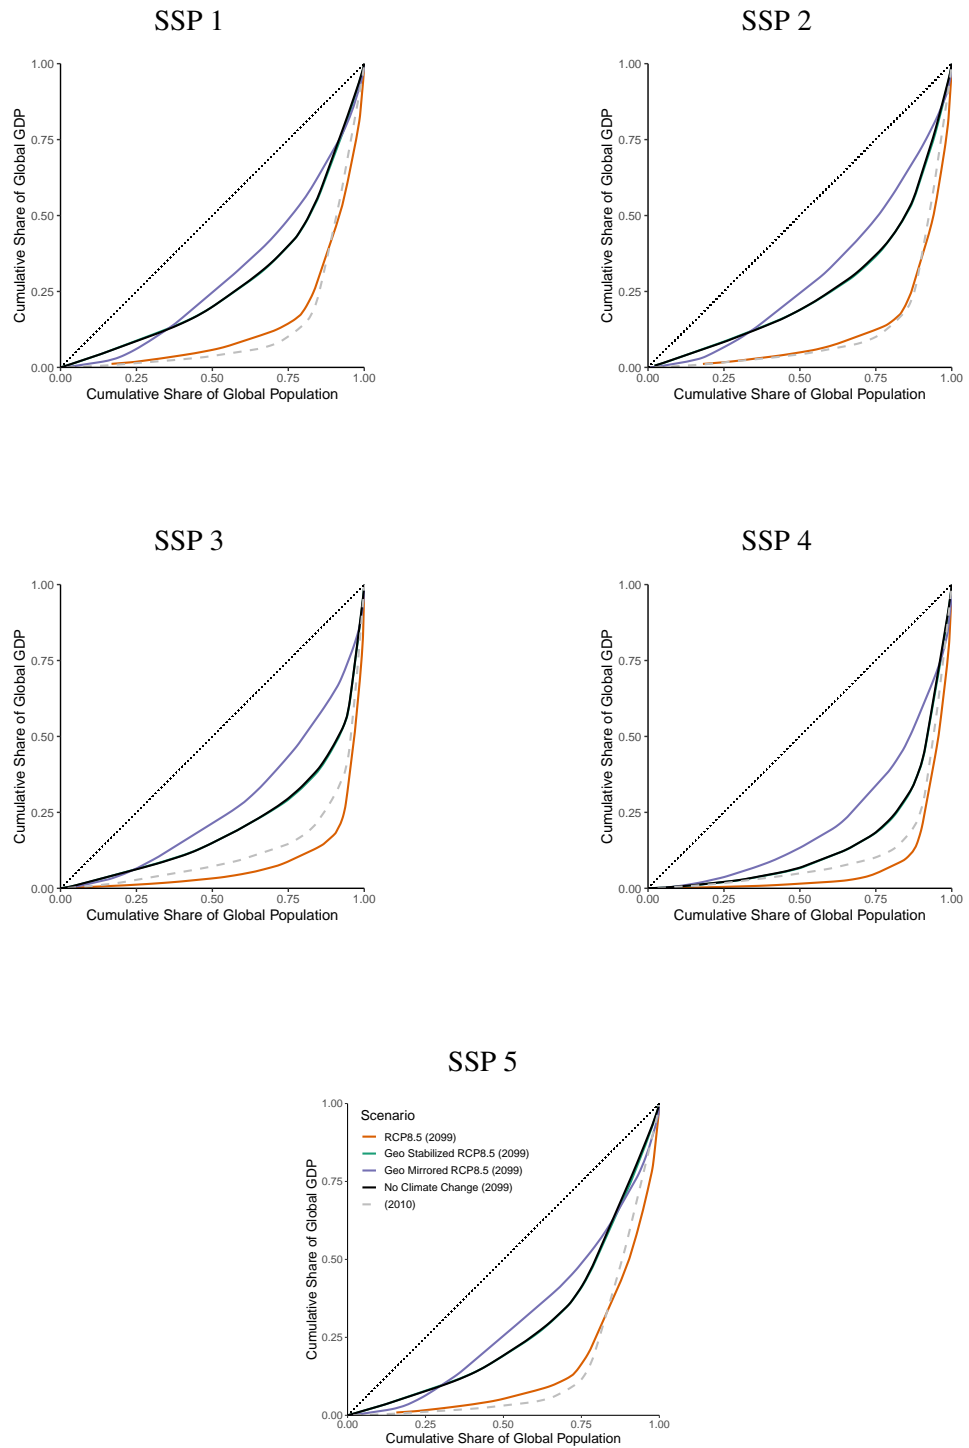 SSP 1
SSP 2
1.00
0.75
0.50
0.25
0.00
0.00 0.25 0.50 0.75 1.00
Cumulative Share of Global Population
Cumulative Share of Global GDP
1.00
0.75
0.50
0.25
0.00
0.00 0.25 0.50 0.75 1.00
Cumulative Share of Global Population
Cumulative Share of Global GDP
SSP 3
SSP 4
1.00
0.75
0.50
0.25
0.00
0.00 0.25 0.50 0.75 1.00
Cumulative Share of Global Population
Cumulative Share of Global GDP
1.00
0.75
0.50
0.25
0.00
0.00 0.25 0.50 0.75 1.00
Cumulative Share of Global Population
Cumulative Share of Global GDP
SSP 5
1.00
0.75
0.50
0.25
0.00
0.00 0.25 0.50 0.75 1.00
Cumulative Share of Global Population
Cumulative Share of Global GDP
Scenario
RCP8.5 (2099)
Geo Stabilized RCP8.5 (2099)
Geo Mirrored RCP8.5 (2099)
No Climate Change (2099)
(2010)